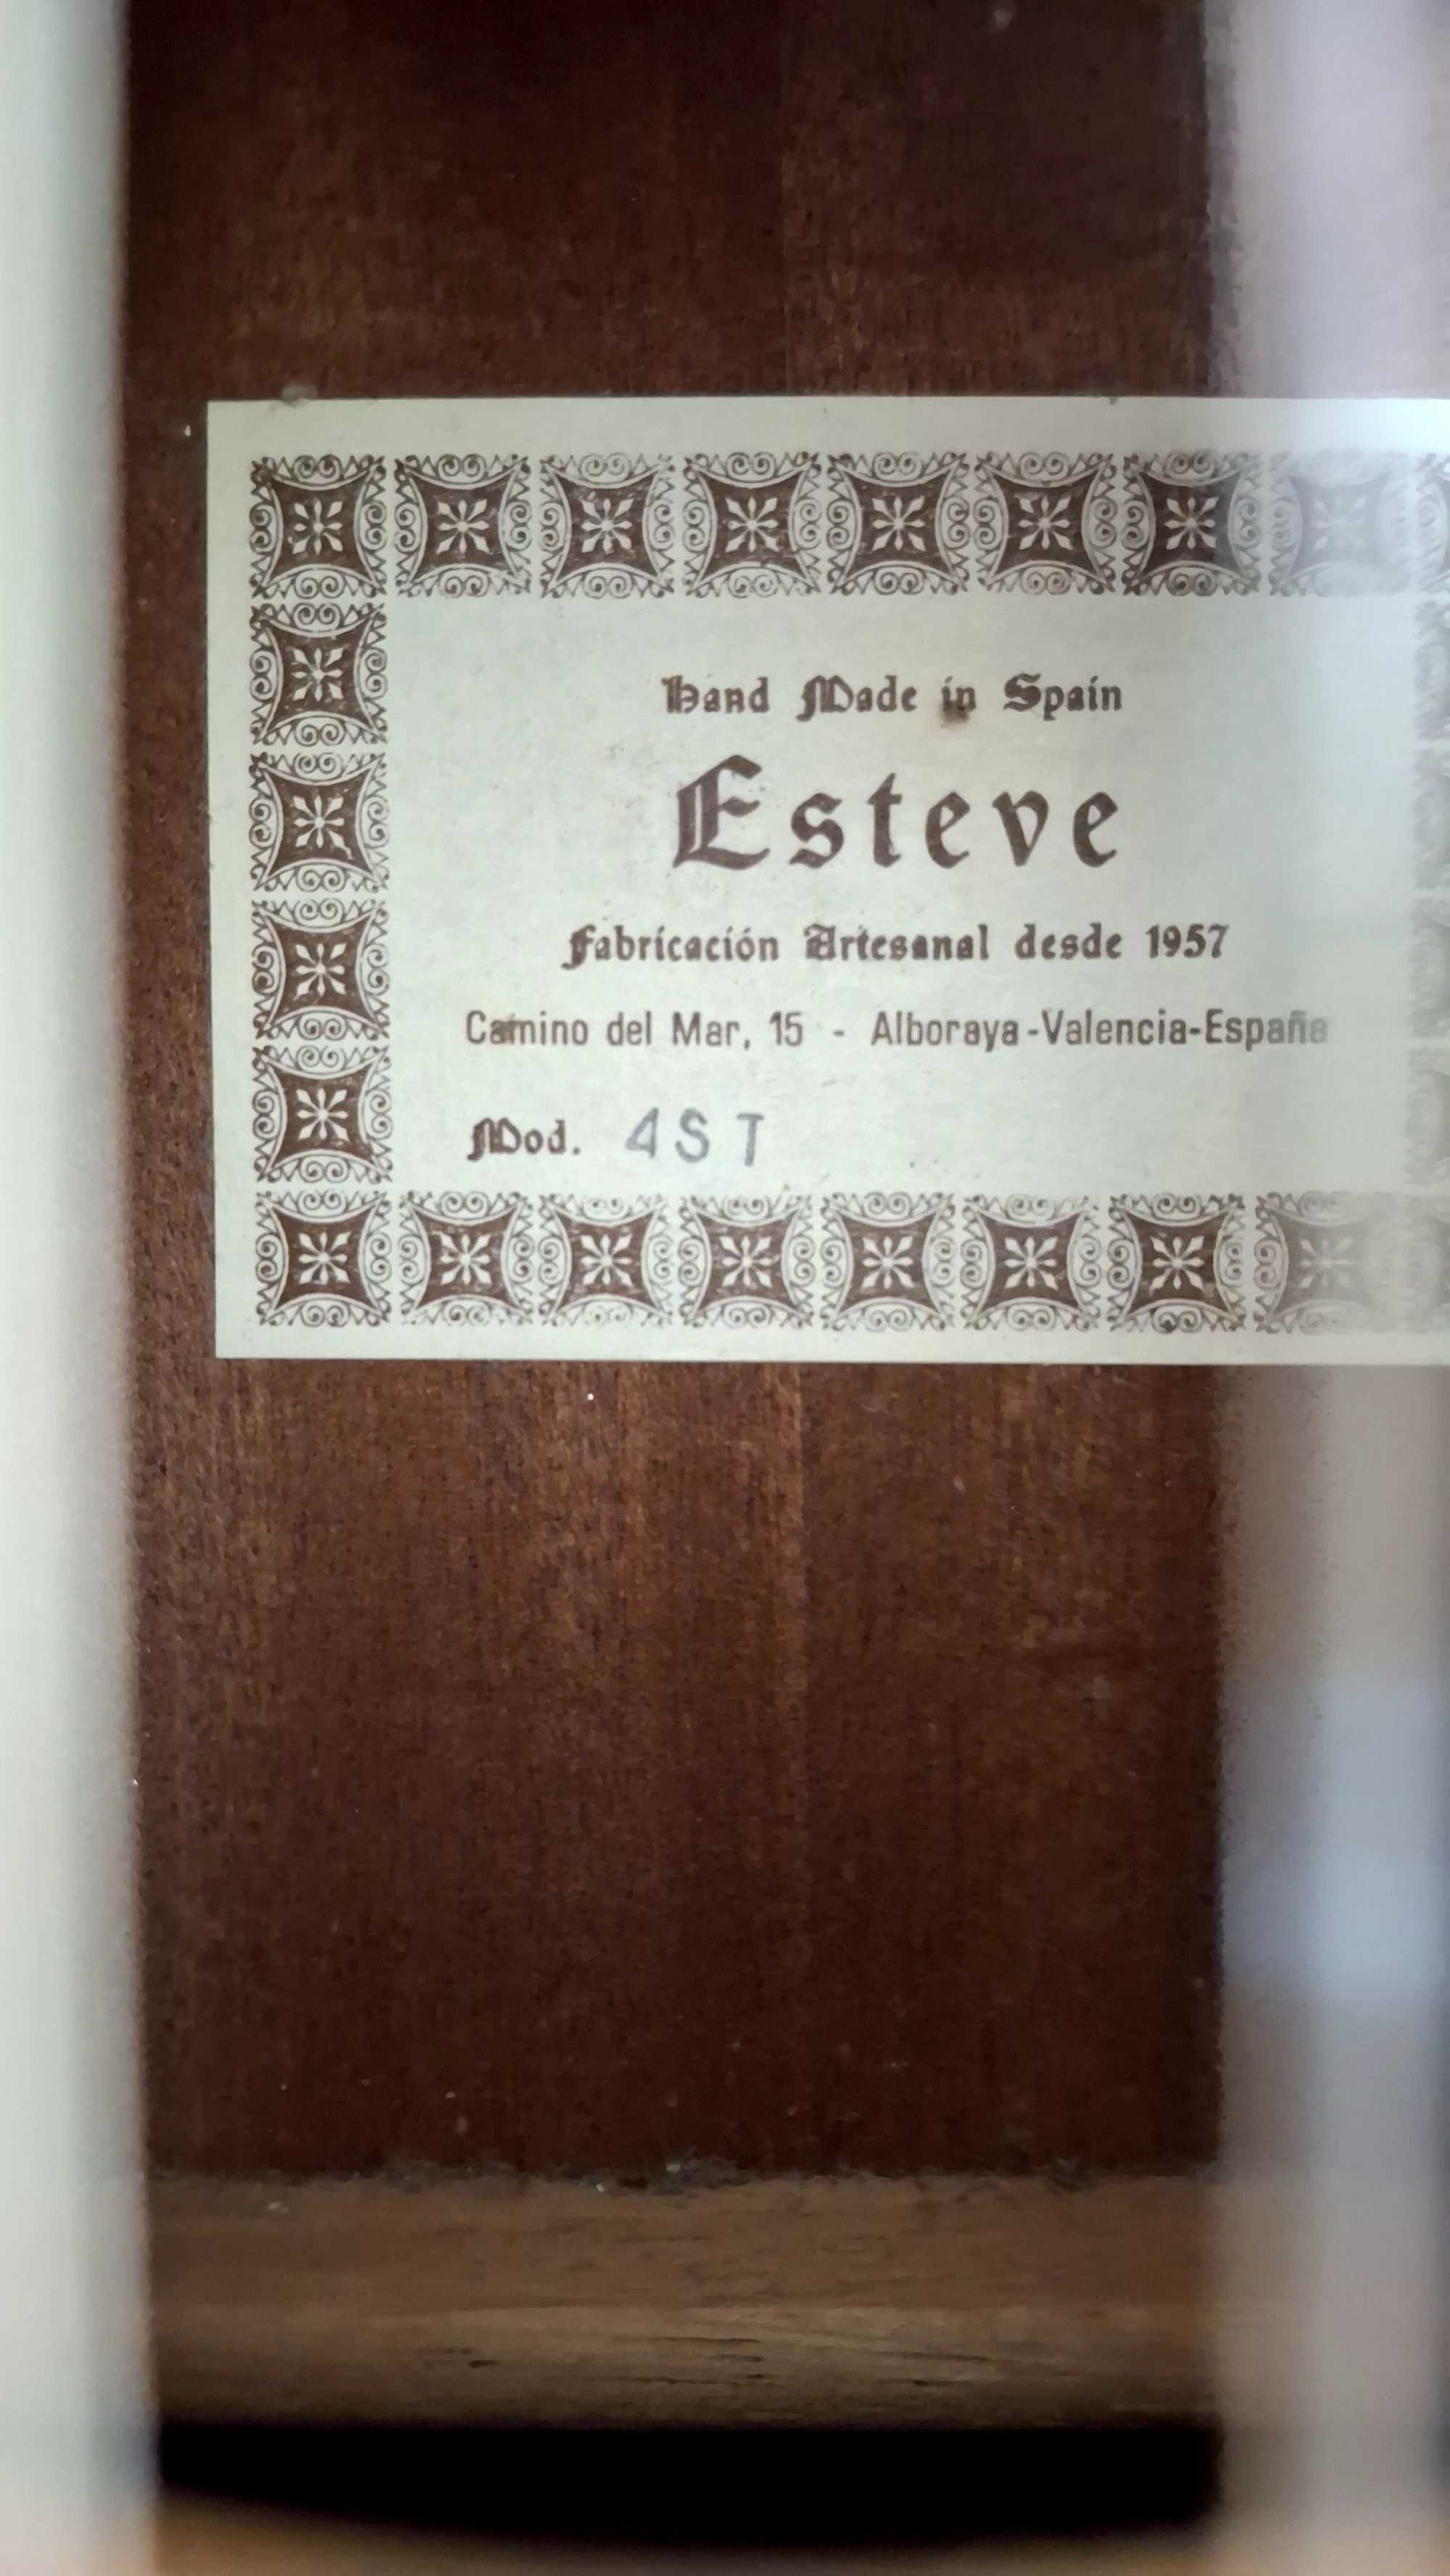 Hand Made in Spain
Esteve
Fabricación Artesanal desde 1957
Camino del Mar, 15 - Alboraya-Valencia-España
Mod. 4ST